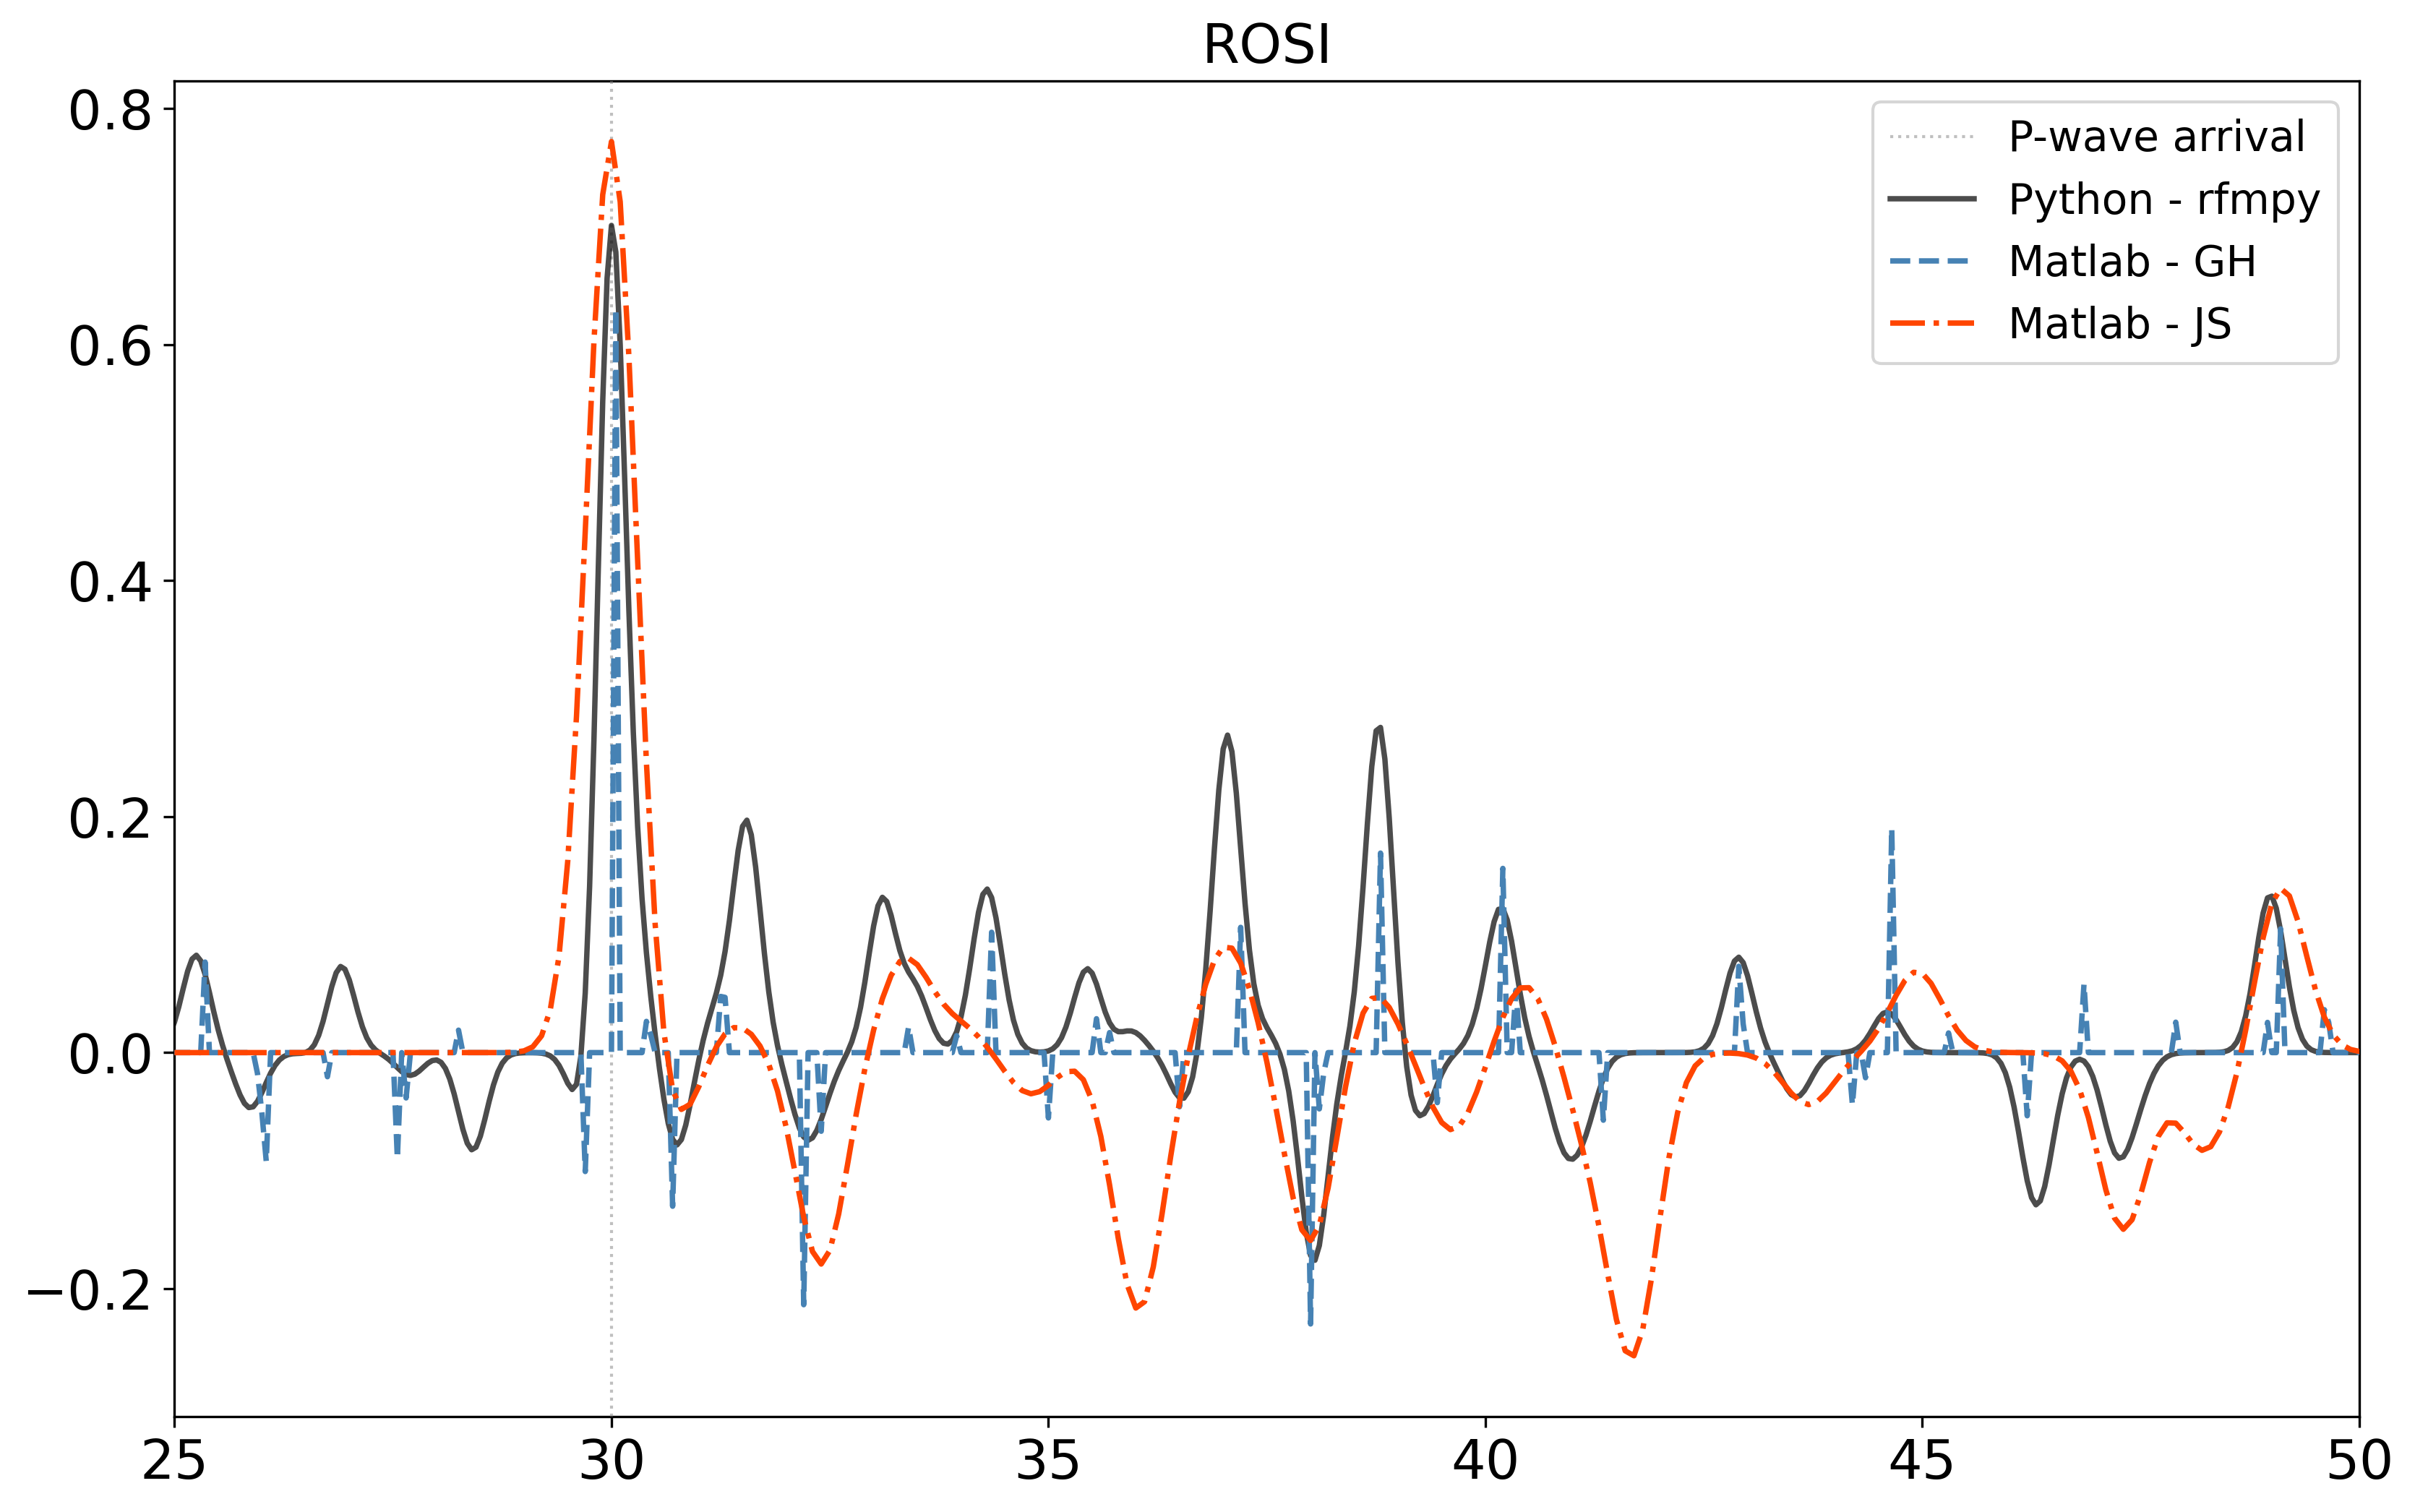 ROSI
0.8
0.6
0.4
0.2
0.0
−0.2
P-wave arrival
Python - rfmpy
Matlab - GH
Matlab - JS
25 30 35 40 45 50